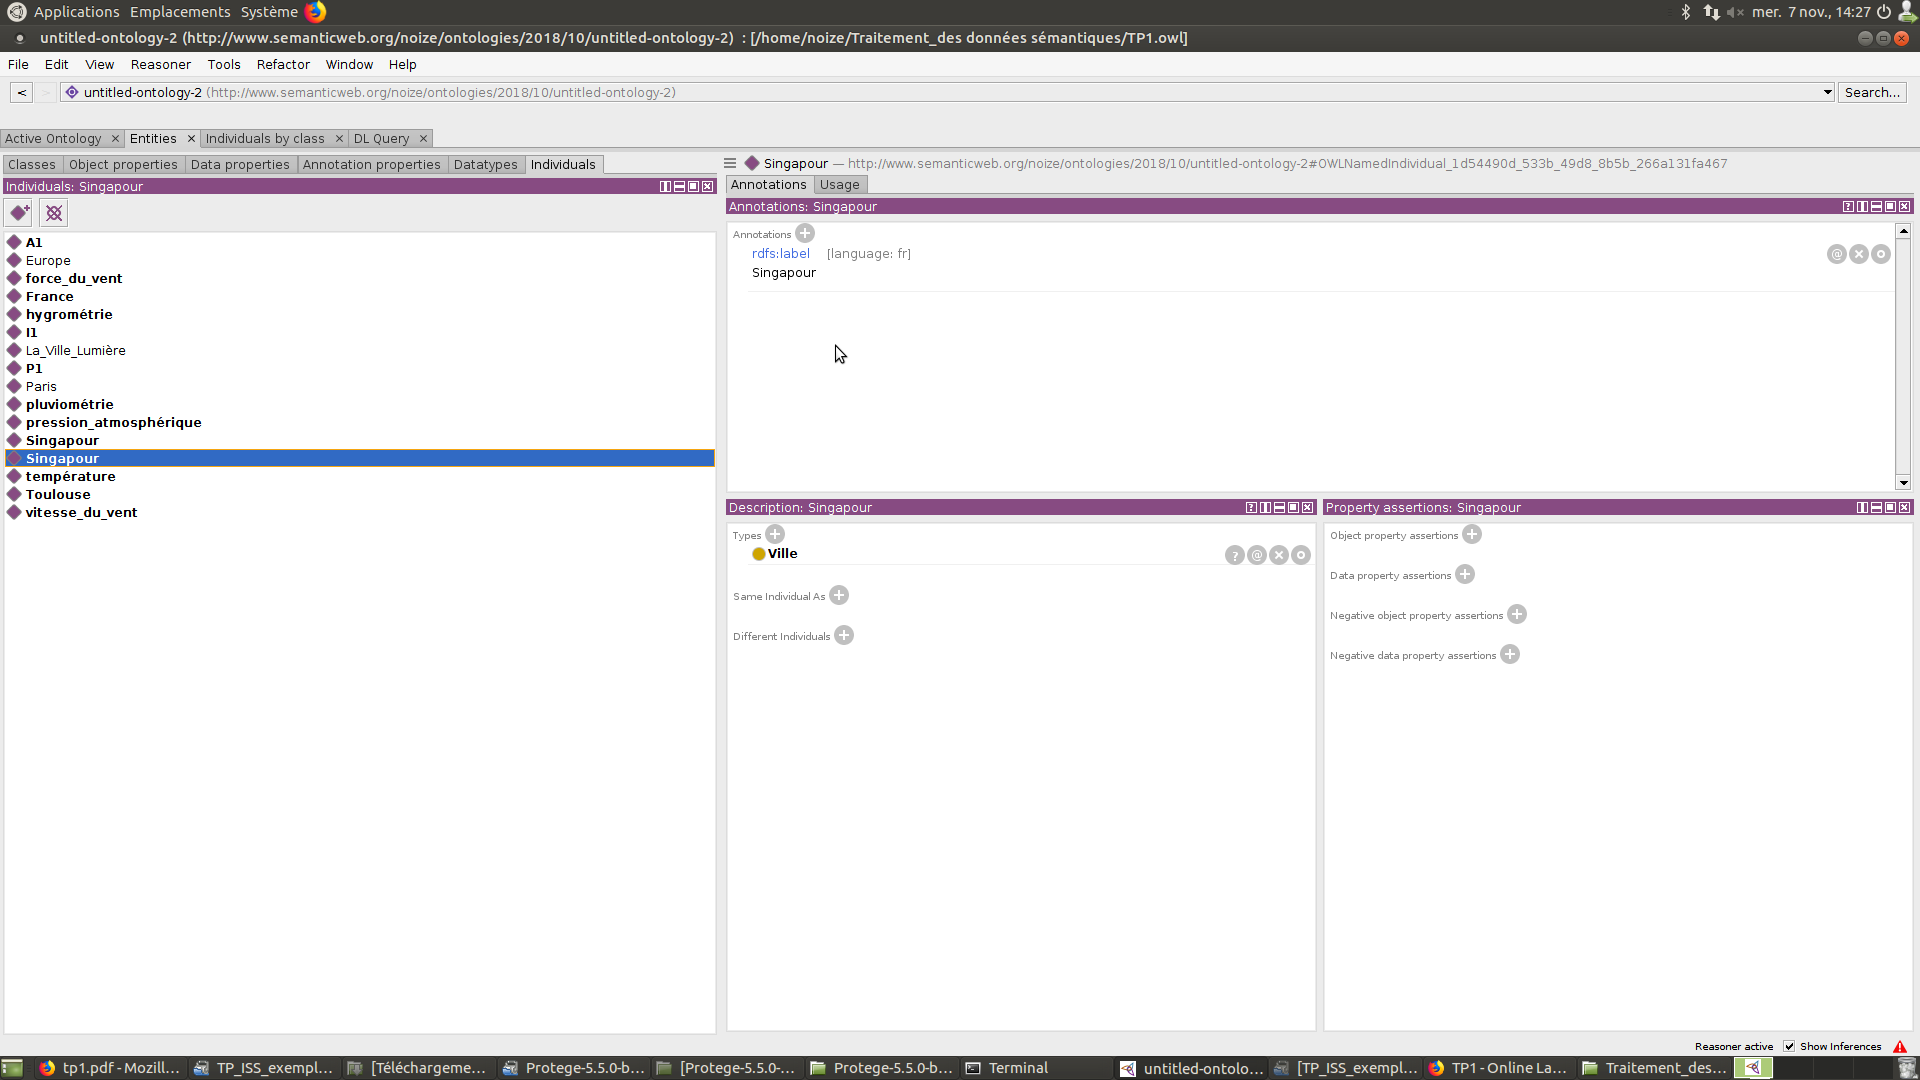 Applications Emplacements Système mer. 7 nov., 14:27
untitled-ontology-2 (http://www.semanticweb.org/noize/ontologies/2018/10/untitled-ontology-2) : [/home/noize/Traitement_des données sémantiques/TP1.owl]
File Edit View Reasoner Tools Refactor Window Help
< > untitled-ontology-2 (http://www.semanticweb.org/noize/ontologies/2018/10/untitled-ontology-2) Search...
Active Ontology × Entities × Individuals by class × DL Query ×
Classes Object properties Data properties Annotation properties Datatypes Individuals
Singapour — http://www.semanticweb.org/noize/ontologies/2018/10/untitled-ontology-2#OWLNamedIndividual_1d54490d_533b_49d8_8b5b_266a131fa467
Individuals: Singapour
A1
Europe
force_du_vent
France
hygrométrie
I1
La_Ville_Lumière
P1
Paris
pluviométrie
pression_atmosphérique
Singapour
Singapour
température
Toulouse
vitesse_du_vent
Annotations Usage
Annotations: Singapour
Annotations
rdfs:label [language: fr]
Singapour
Description: Singapour
Types
Ville
Same Individual As
Different Individuals
Property assertions: Singapour
Object property assertions
Data property assertions
Negative object property assertions
Negative data property assertions
Reasoner active Show Inferences
tp1.pdf - Mozill... TP_ISS_exempl... [Téléchargeme... Protege-5.5.0-b... [Protege-5.5.0-... Protege-5.5.0-b... Terminal untitled-ontolo... [TP_ISS_exempl... TP1 - Online La... Traitement_des...